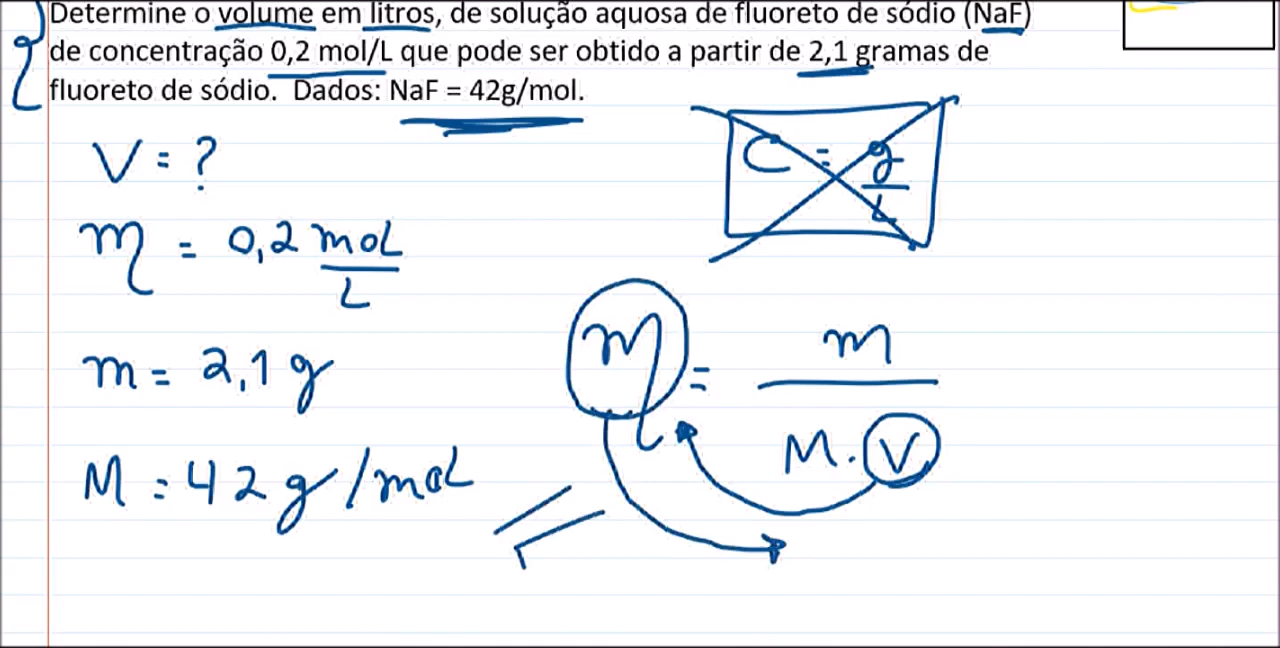 Determine o volume em litros, de solução aquosa de fluoreto de sódio (NaF)
de concentração 0,2 mol/L que pode ser obtido a partir de 2,1 gramas de
fluoreto de sódio. Dados: NaF = 42g/mol.
V = ?
C = g/L
m = 0,2 moL/L
m = m/M.V
m = 2,1 g
M = 42 g/moL